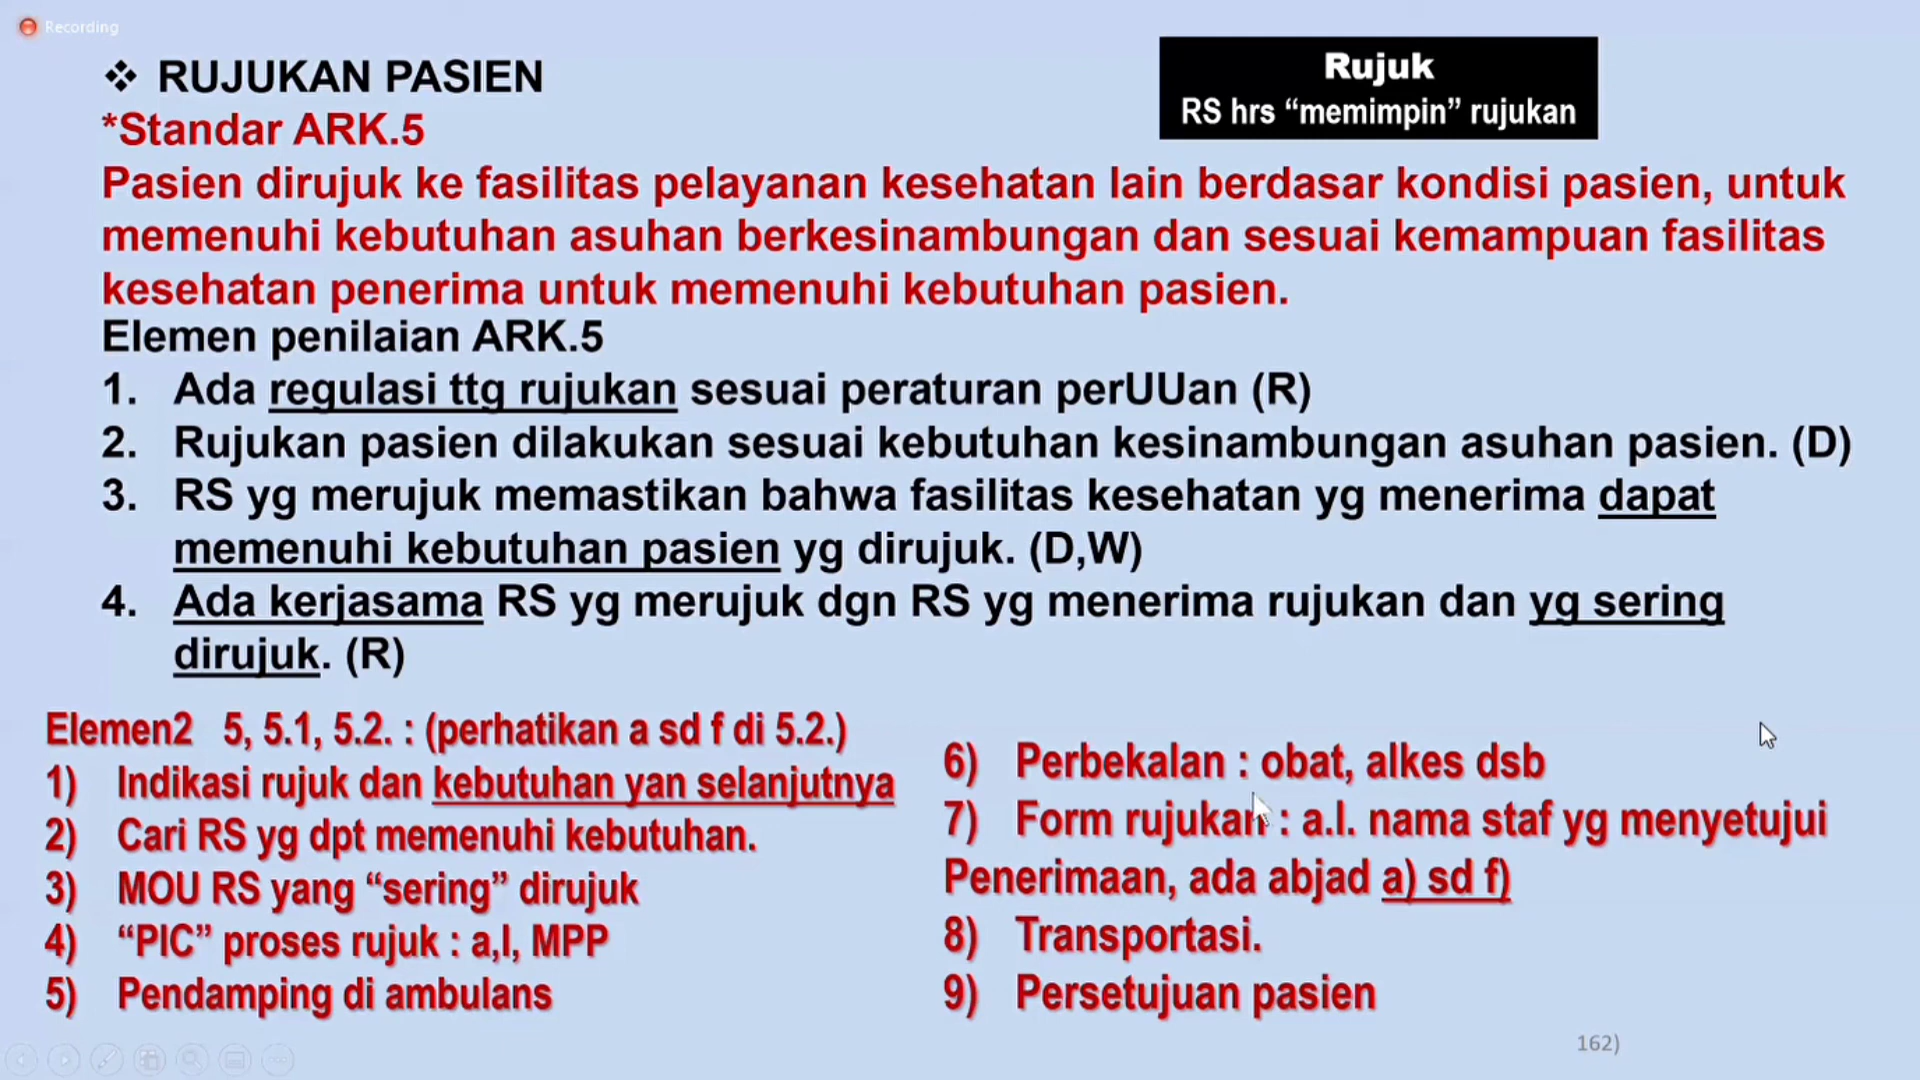 Recording
❖ RUJUKAN PASIEN
Rujuk
RS hrs “memimpin” rujukan
*Standar ARK.5
Pasien dirujuk ke fasilitas pelayanan kesehatan lain berdasar kondisi pasien, untuk
memenuhi kebutuhan asuhan berkesinambungan dan sesuai kemampuan fasilitas
kesehatan penerima untuk memenuhi kebutuhan pasien.
Elemen penilaian ARK.5
1. Ada regulasi ttg rujukan sesuai peraturan perUUan (R)
2. Rujukan pasien dilakukan sesuai kebutuhan kesinambungan asuhan pasien. (D)
3. RS yg merujuk memastikan bahwa fasilitas kesehatan yg menerima dapat
memenuhi kebutuhan pasien yg dirujuk. (D,W)
4. Ada kerjasama RS yg merujuk dgn RS yg menerima rujukan dan yg sering
dirujuk. (R)
Elemen2 5, 5.1, 5.2. : (perhatikan a sd f di 5.2.)
1) Indikasi rujuk dan kebutuhan yan selanjutnya
2) Cari RS yg dpt memenuhi kebutuhan.
3) MOU RS yang “sering” dirujuk
4) “PIC” proses rujuk : a,l, MPP
5) Pendamping di ambulans
6) Perbekalan : obat, alkes dsb
7) Form rujukan : a.l. nama staf yg menyetujui
Penerimaan, ada abjad a) sd f)
8) Transportasi.
9) Persetujuan pasien
162)